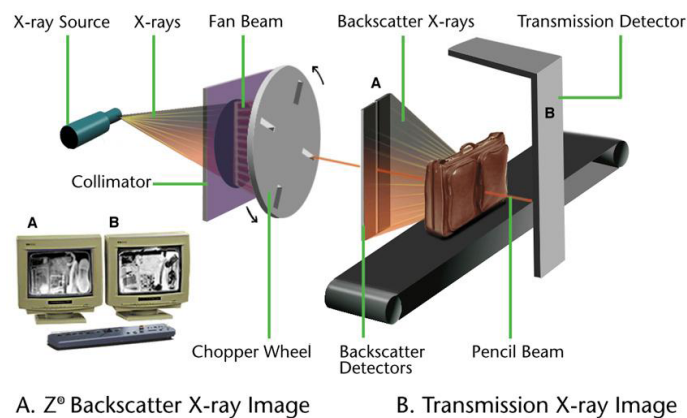 X-ray Source
X-rays
Fan Beam
Backscatter X-rays
Transmission Detector
A
B
Collimator
A
B
Chopper Wheel
Backscatter
Detectors
Pencil Beam
A. Z® Backscatter X-ray Image
B. Transmission X-ray Image